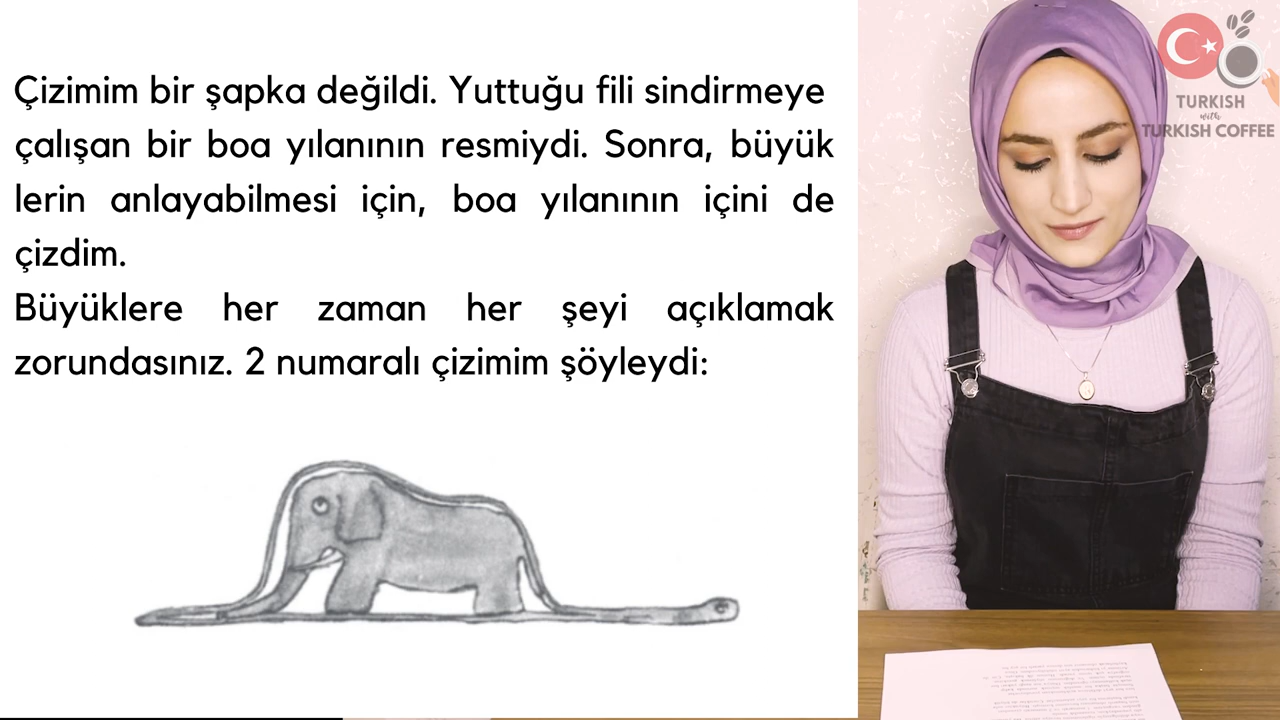 Çizimim bir şapka değildi. Yuttuğu fili sindirmeye
çalışan bir boa yılanının resmiydi. Sonra, büyük
lerin anlayabilmesi için, boa yılanının içini de
çizdim.
Büyüklere her zaman her şeyi açıklamak
zorundasınız. 2 numaralı çizimim şöyleydi:
TURKISH
with
TURKISH COFFEE